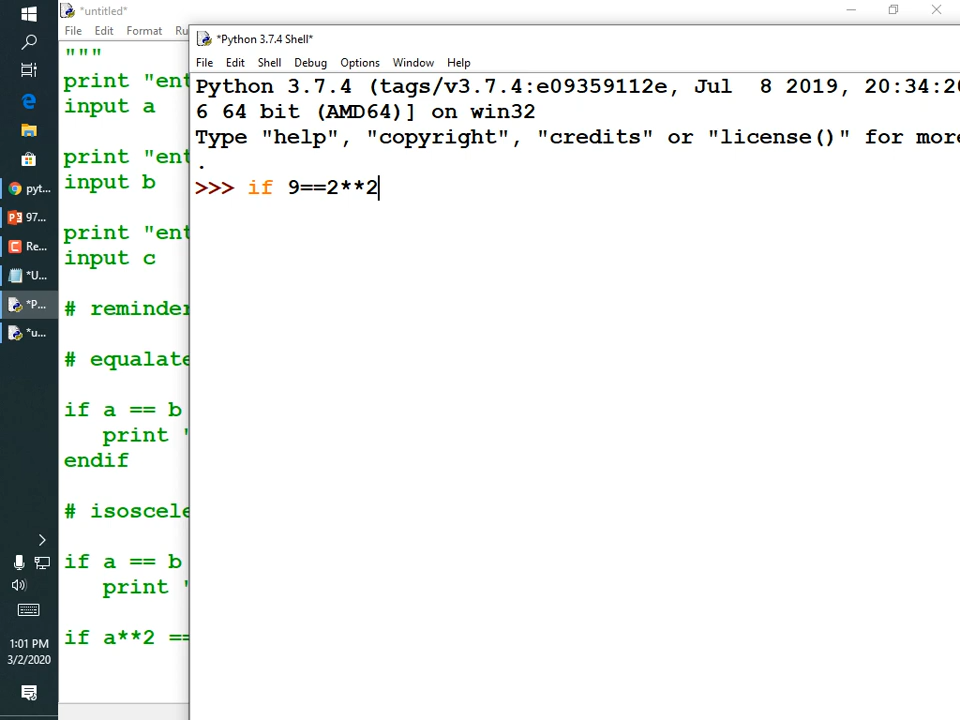 *untitled*
File Edit Format Ru
"""
print "ent
input a
print "ent
input b
print "ent
input c
# reminder
# equalate
if a == b
print '
endif
# isoscele
if a == b
print '
if a**2 ==
*Python 3.7.4 Shell*
File Edit Shell Debug Options Window Help
Python 3.7.4 (tags/v3.7.4:e09359112e, Jul 8 2019, 20:34:20
6 64 bit (AMD64)] on win32
Type "help", "copyright", "credits" or "license()" for more
.
>>> if 9==2**2
pyt...
97...
Re...
*U...
*P...
*u...
1:01 PM
3/2/2020